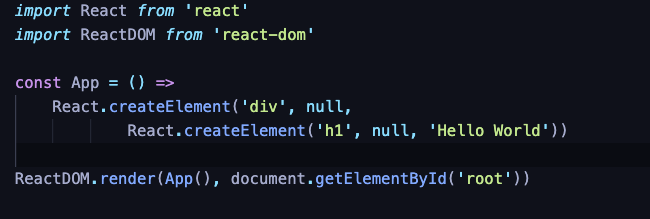 import React from 'react'
import ReactDOM from 'react-dom'
const App = () =>
React.createElement('div', null,
React.createElement('h1', null, 'Hello World'))
ReactDOM.render(App(), document.getElementById('root'))